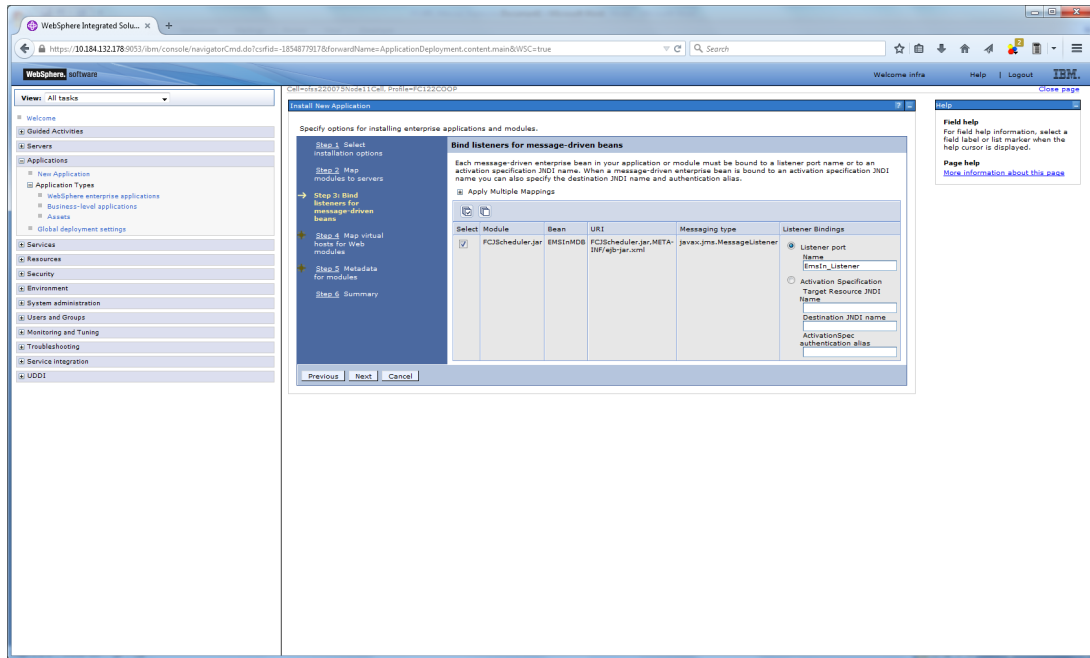 WebSphere Integrated Solu... ×
https://10.184.132.178:9053/ibm/console/navigatorCmd.do?csrfid=-1854877917&forwardName=ApplicationDeployment.content.main&WSC=true
Search
2
WebSphere. software
Welcome infra
Help | Logout
IBM.
View: All tasks
Welcome
Guided Activities
Servers
Applications
New Application
Application Types
WebSphere enterprise applications
Business-level applications
Assets
Global deployment settings
Services
Resources
Security
Environment
System administration
Users and Groups
Monitoring and Tuning
Troubleshooting
Service integration
UDDI
Cell=ofss220075Node11Cell, Profile=FC122COOP
Close page
Install New Application
Specify options for installing enterprise applications and modules.
Step 1 Select
installation options
Step 2 Map
modules to servers
Step 3: Bind
listeners for
message-driven
beans
Step 4 Map virtual
hosts for Web
modules
Step 5 Metadata
for modules
Step 6 Summary
Bind listeners for message-driven beans
Each message-driven enterprise bean in your application or module must be bound to a listener port name or to an
activation specification JNDI name. When a message-driven enterprise bean is bound to an activation specification JNDI
name you can also specify the destination JNDI name and authentication alias.
Apply Multiple Mappings
Select Module Bean URI Messaging type Listener Bindings
FCJScheduler.jar EMSInMDB FCJScheduler.jar,META-
INF/ejb-jar.xml javax.jms.MessageListener
Listener port
Name
EmsIn_Listener
Activation Specification
Target Resource JNDI
Name
Destination JNDI name
ActivationSpec
authentication alias
Previous Next Cancel
Help
Field help
For field help information, select a
field label or list marker when the
help cursor is displayed.
Page help
More information about this page